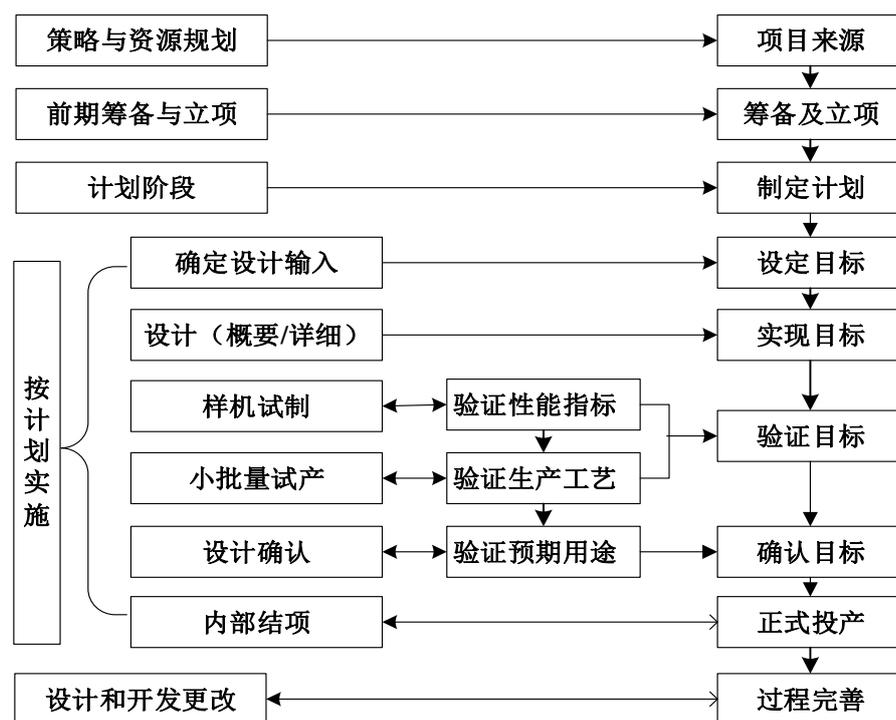 策略与资源规划
项目来源
前期筹备与立项
筹备及立项
计划阶段
制定计划
按计划实施
确定设计输入
设定目标
设计（概要/详细）
实现目标
样机试制
验证性能指标
验证目标
小批量试产
验证生产工艺
设计确认
验证预期用途
确认目标
内部结项
正式投产
设计和开发更改
过程完善